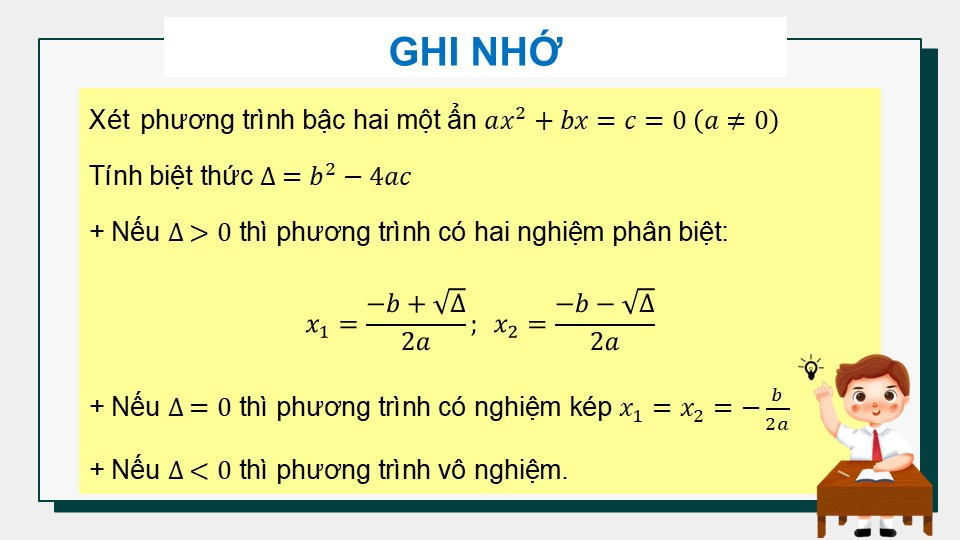 GHI NHỚ
Xét phương trình bậc hai một ẩn 𝑎𝑥² + 𝑏𝑥 = 𝑐 = 0 (𝑎 ≠ 0)
Tính biệt thức Δ = 𝑏² − 4𝑎𝑐
+ Nếu Δ > 0 thì phương trình có hai nghiệm phân biệt:
𝑥₁ = (−𝑏 + √Δ)/2𝑎; 𝑥₂ = (−𝑏 − √Δ)/2𝑎
+ Nếu Δ = 0 thì phương trình có nghiệm kép 𝑥₁ = 𝑥₂ = −𝑏/2𝑎
+ Nếu Δ < 0 thì phương trình vô nghiệm.